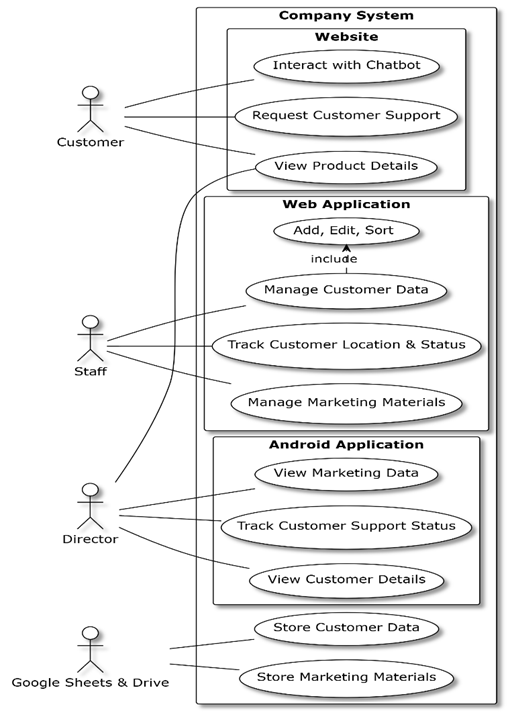 Company System
Website
Interact with Chatbot
Request Customer Support
Customer
View Product Details
Web Application
Add, Edit, Sort
include
Manage Customer Data
Track Customer Location & Status
Staff
Manage Marketing Materials
Android Application
View Marketing Data
Track Customer Support Status
Director
View Customer Details
Store Customer Data
Google Sheets & Drive
Store Marketing Materials